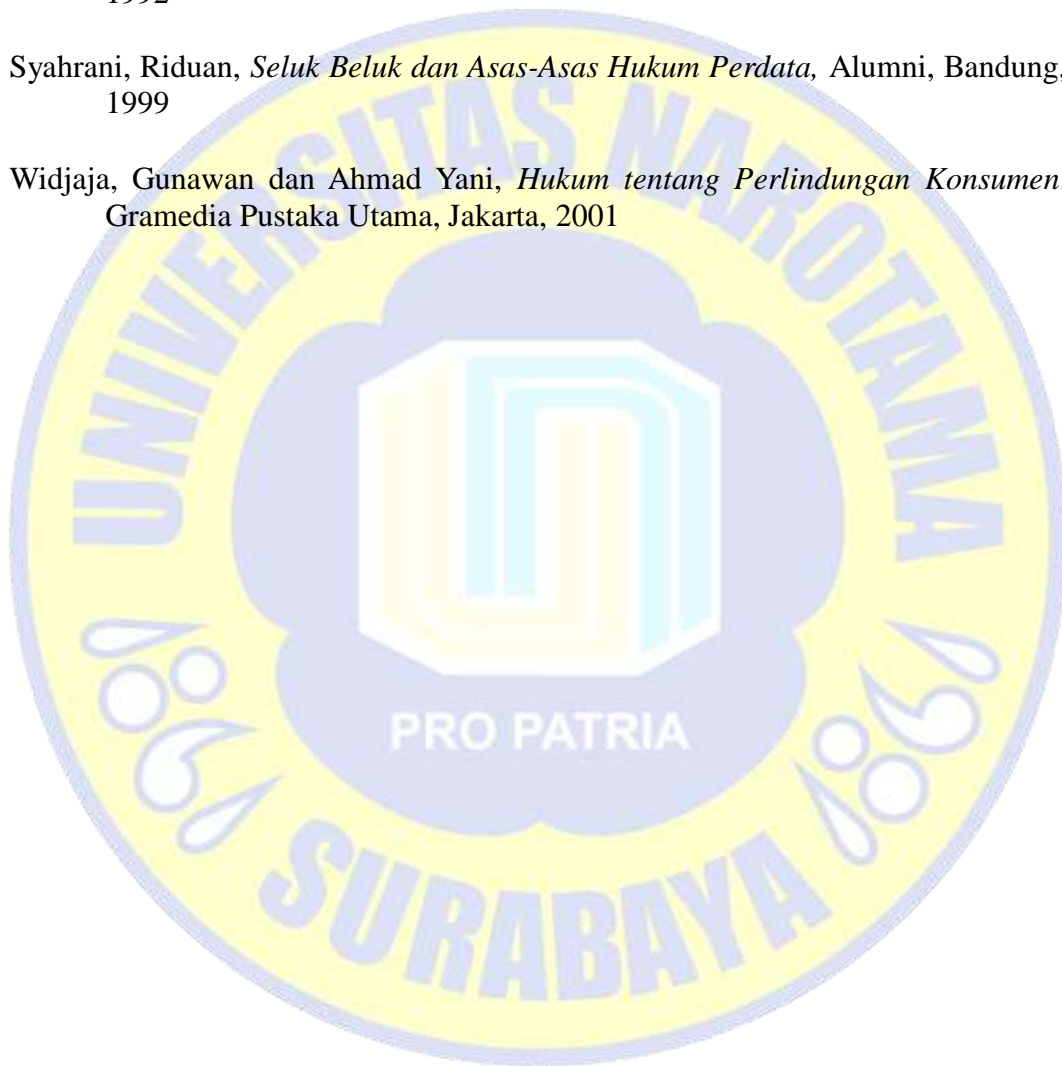 1992
Syahrani, Riduan, Seluk Beluk dan Asas-Asas Hukum Perdata, Alumni, Bandung,
1999
Widjaja, Gunawan dan Ahmad Yani, Hukum tentang Perlindungan Konsumen.
Gramedia Pustaka Utama, Jakarta, 2001
UNIVERSITAS NAROTAMA
PRO PATRIA
SURABAYA